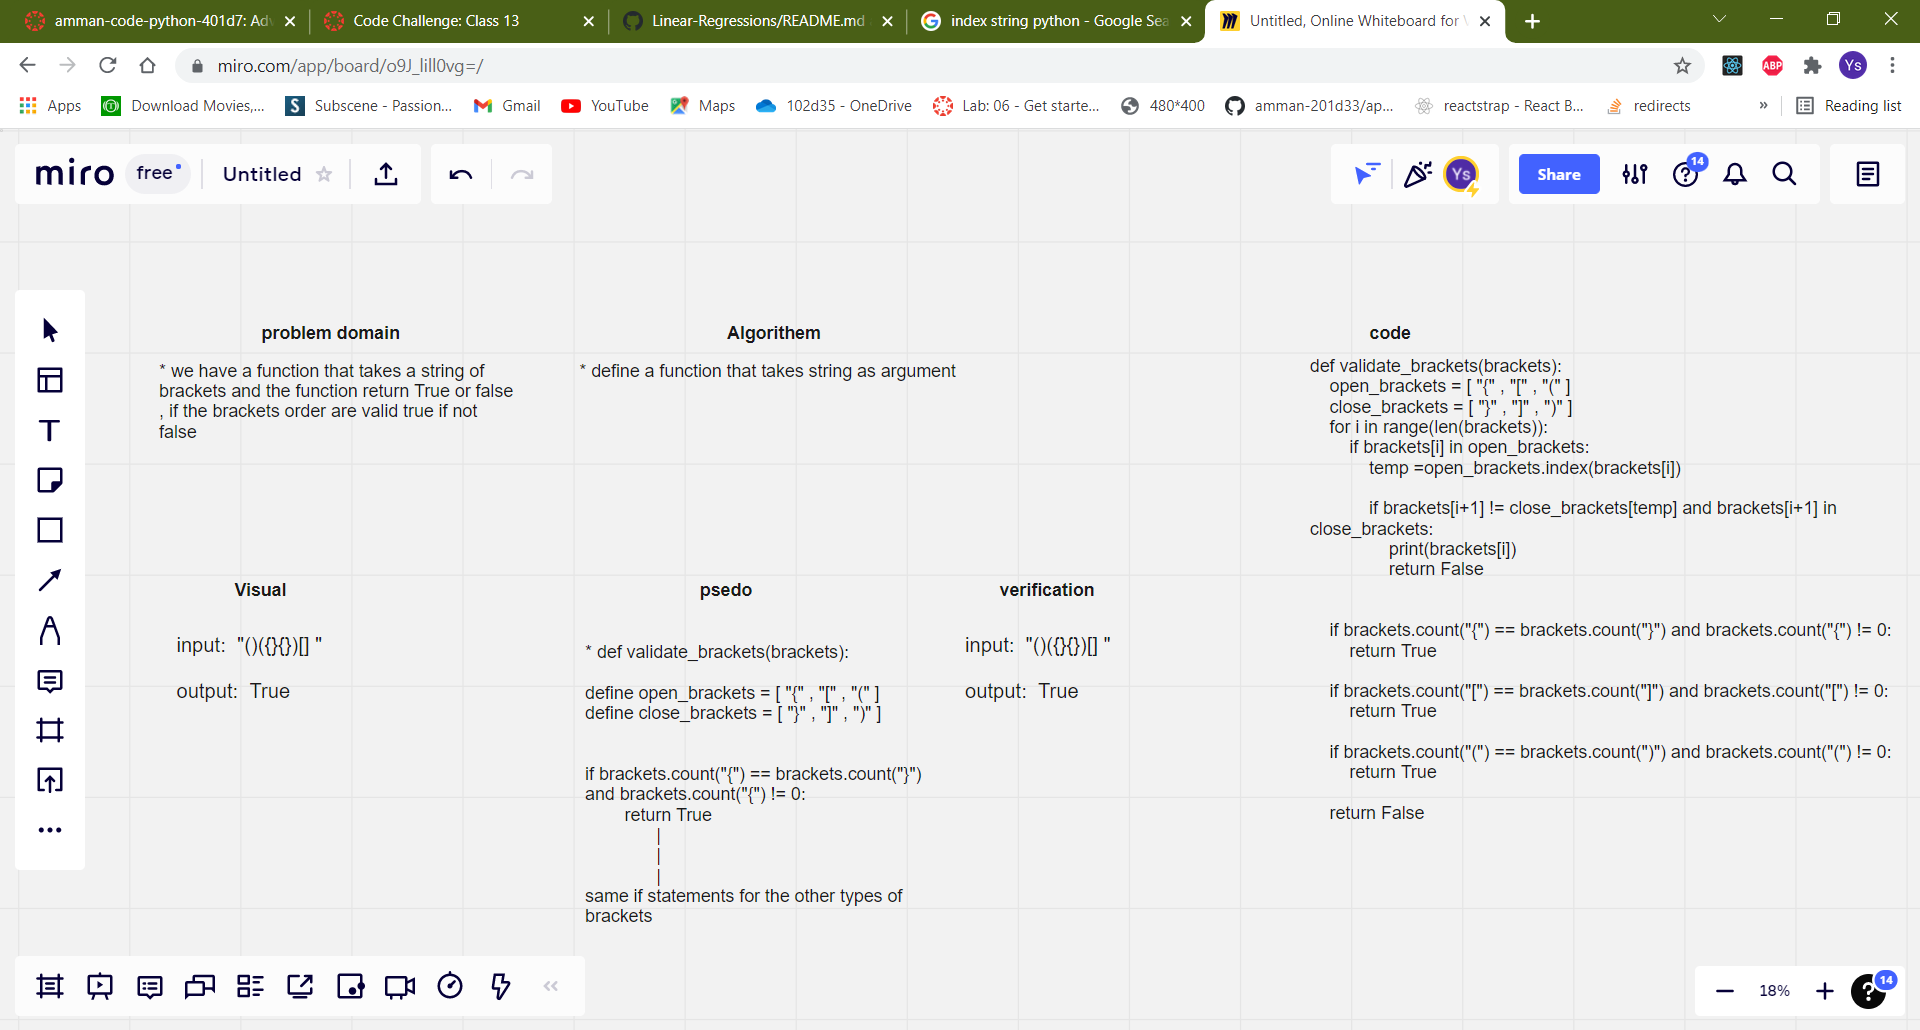 amman-code-python-401d7: Adv
Code Challenge: Class 13
Linear-Regressions/README.md
index string python - Google Sea
Untitled, Online Whiteboard for
miro.com/app/board/o9J_lill0vg=/
ABP
Ys
Apps
Download Movies,...
Subscene - Passion...
Gmail
YouTube
Maps
102d35 - OneDrive
Lab: 06 - Get starte...
480*400
amman-201d33/ap...
reactstrap - React B...
redirects
»
Reading list
miro
free
Untitled
Ys
Share
14
problem domain
* we have a function that takes a string of
brackets and the function return True or false
, if the brackets order are valid true if not
false
Algorithem
* define a function that takes string as argument
code
def validate_brackets(brackets):
open_brackets = [ "{" , "[" , "(" ]
close_brackets = [ "}" , "]" , ")" ]
for i in range(len(brackets)):
if brackets[i] in open_brackets:
temp =open_brackets.index(brackets[i])
if brackets[i+1] != close_brackets[temp] and brackets[i+1] in
close_brackets:
print(brackets[i])
return False
if brackets.count("{") == brackets.count("}") and brackets.count("{") != 0:
return True
if brackets.count("[") == brackets.count("]") and brackets.count("[") != 0:
return True
if brackets.count("(") == brackets.count(")") and brackets.count("(") != 0:
return True
return False
Visual
input: "()({}{})[] "
output: True
psedo
* def validate_brackets(brackets):
define open_brackets = [ "{" , "[" , "(" ]
define close_brackets = [ "}" , "]" , ")" ]
if brackets.count("{") == brackets.count("}")
and brackets.count("{") != 0:
return True
|
|
|
same if statements for the other types of
brackets
verification
input: "()({}{})[] "
output: True
18%
14